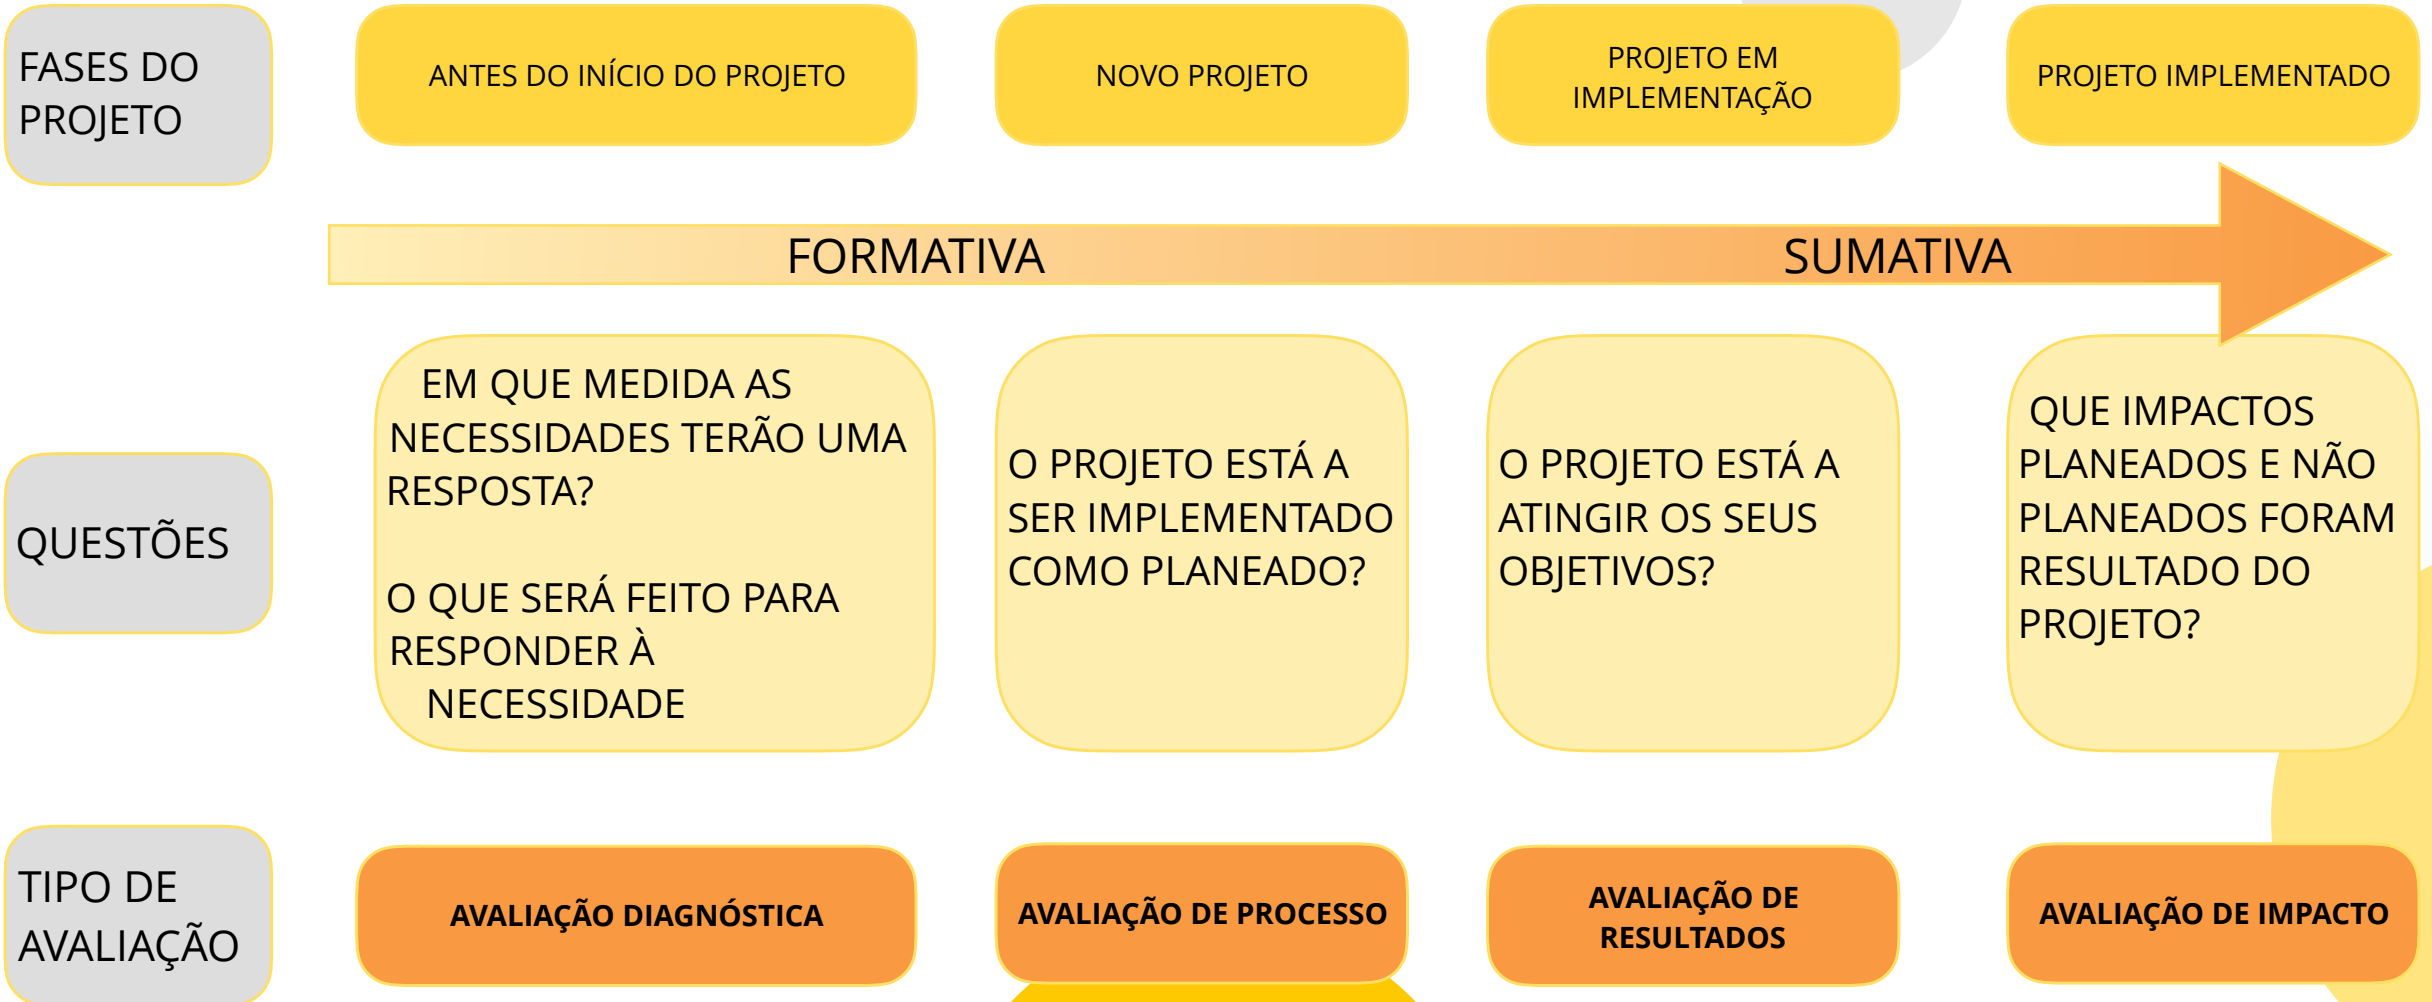 FASES DO
PROJETO
ANTES DO INÍCIO DO PROJETO
NOVO PROJETO
PROJETO EM
IMPLEMENTAÇÃO
PROJETO IMPLEMENTADO
FORMATIVA
SUMATIVA
QUESTÕES
EM QUE MEDIDA AS
NECESSIDADES TERÃO UMA
RESPOSTA?
O QUE SERÁ FEITO PARA
RESPONDER À
NECESSIDADE
O PROJETO ESTÁ A
SER IMPLEMENTADO
COMO PLANEADO?
O PROJETO ESTÁ A
ATINGIR OS SEUS
OBJETIVOS?
QUE IMPACTOS
PLANEADOS E NÃO
PLANEADOS FORAM
RESULTADO DO
PROJETO?
TIPO DE
AVALIAÇÃO
AVALIAÇÃO DIAGNÓSTICA
AVALIAÇÃO DE PROCESSO
AVALIAÇÃO DE
RESULTADOS
AVALIAÇÃO DE IMPACTO